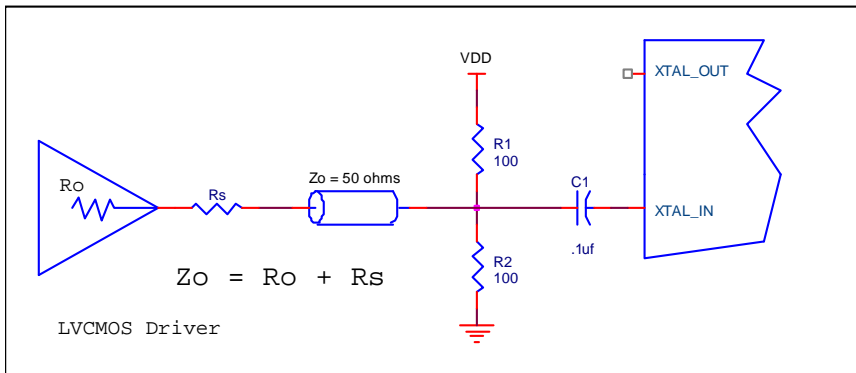 VDD
XTAL_OUT
R1
100
Ro
Rs
Zo = 50 ohms
C1
XTAL_IN
.1uf
Zo = Ro + Rs
R2
100
LVCMOS Driver